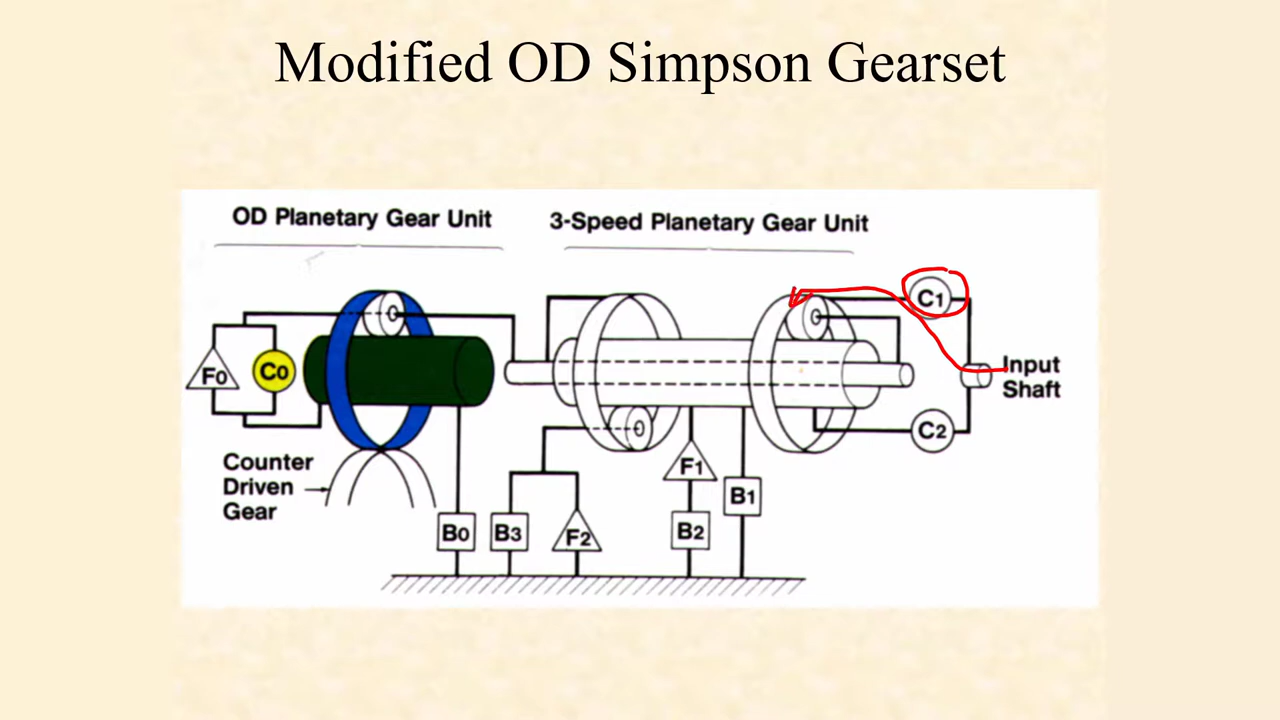 Modified OD Simpson Gearset
OD Planetary Gear Unit
3-Speed Planetary Gear Unit
C1
F0
C0
Input
Shaft
C2
Counter
Driven
Gear
F1
B1
B0
B3
F2
B2